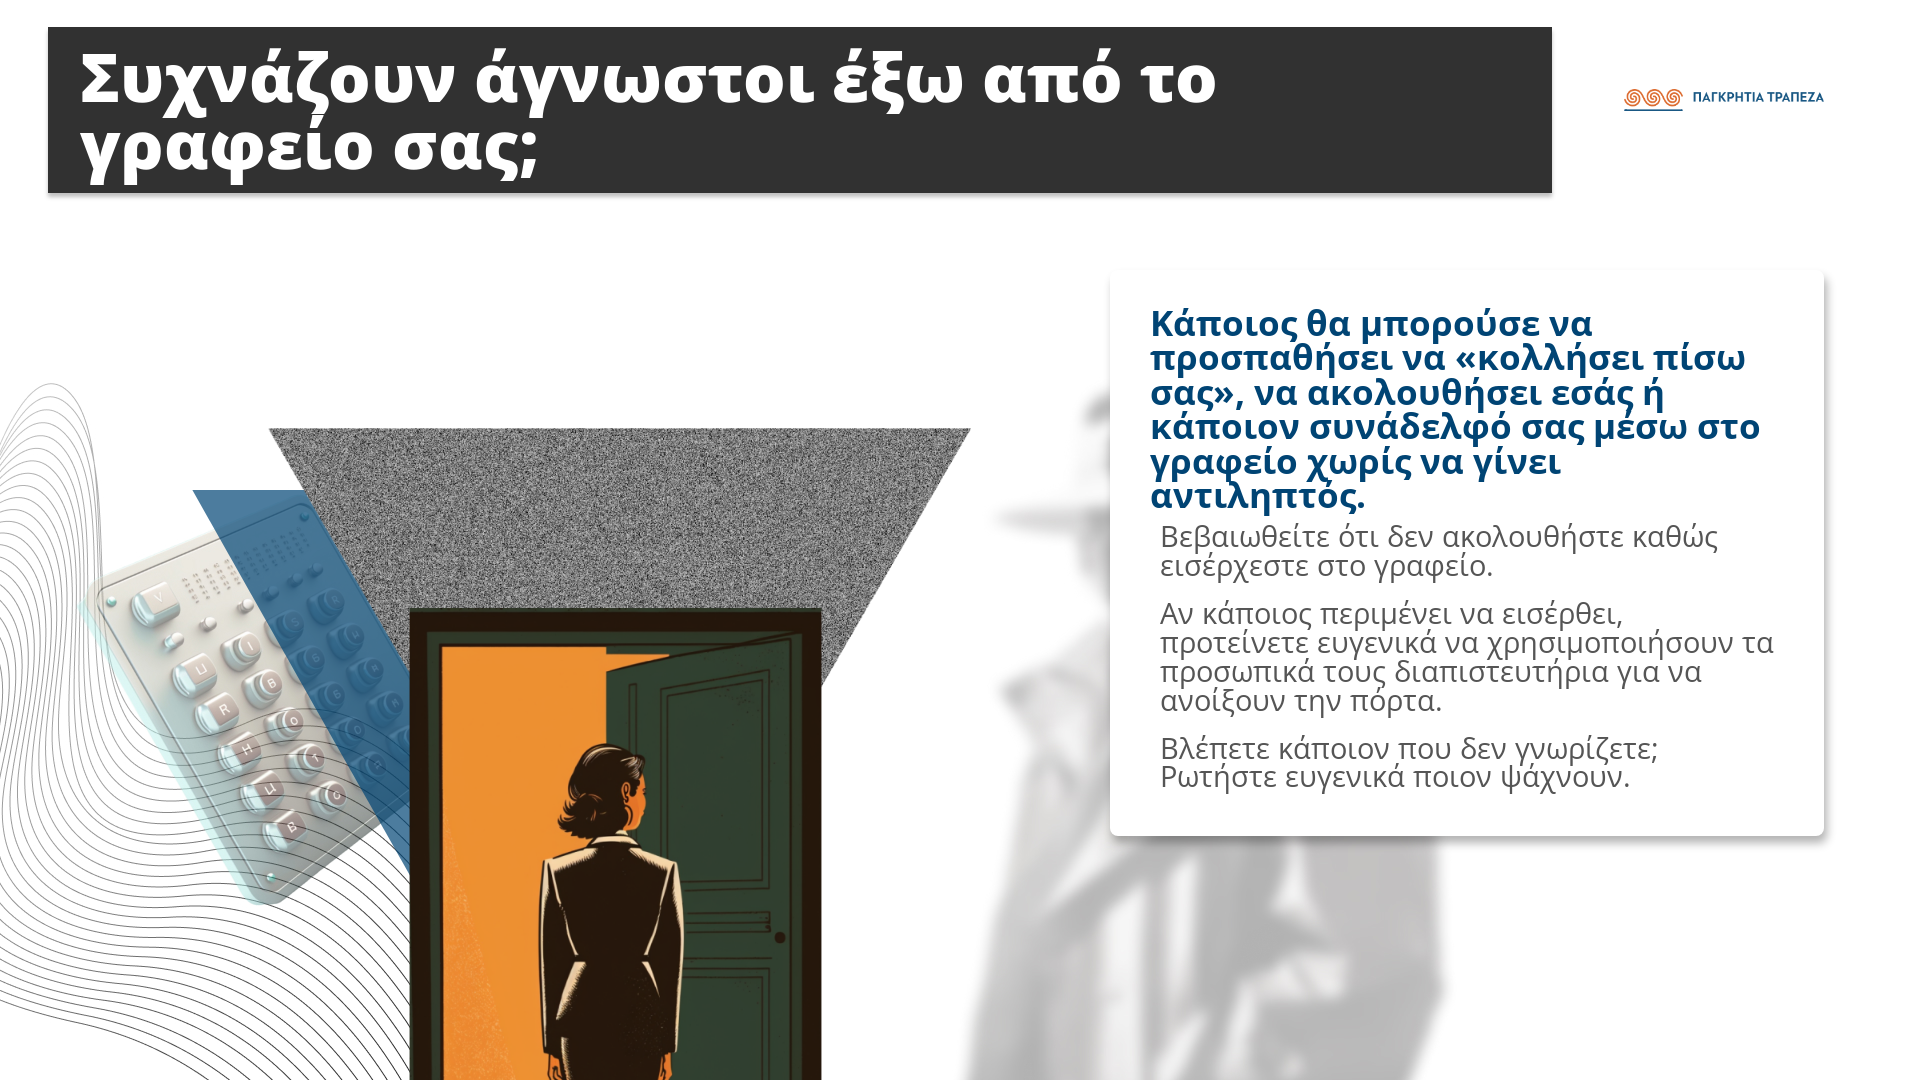 Συχνάζουν άγνωστοι έξω από το
γραφείο σας;
ΠΑΓΚΡΗΤΙΑ ΤΡΑΠΕΖΑ
Κάποιος θα μπορούσε να
προσπαθήσει να «κολλήσει πίσω
σας», να ακολουθήσει εσάς ή
κάποιον συνάδελφό σας μέσω στο
γραφείο χωρίς να γίνει
αντιληπτός.
Βεβαιωθείτε ότι δεν ακολουθήστε καθώς
εισέρχεστε στο γραφείο.
Αν κάποιος περιμένει να εισέρθει,
προτείνετε ευγενικά να χρησιμοποιήσουν τα
προσωπικά τους διαπιστευτήρια για να
ανοίξουν την πόρτα.
Βλέπετε κάποιον που δεν γνωρίζετε;
Ρωτήστε ευγενικά ποιον ψάχνουν.